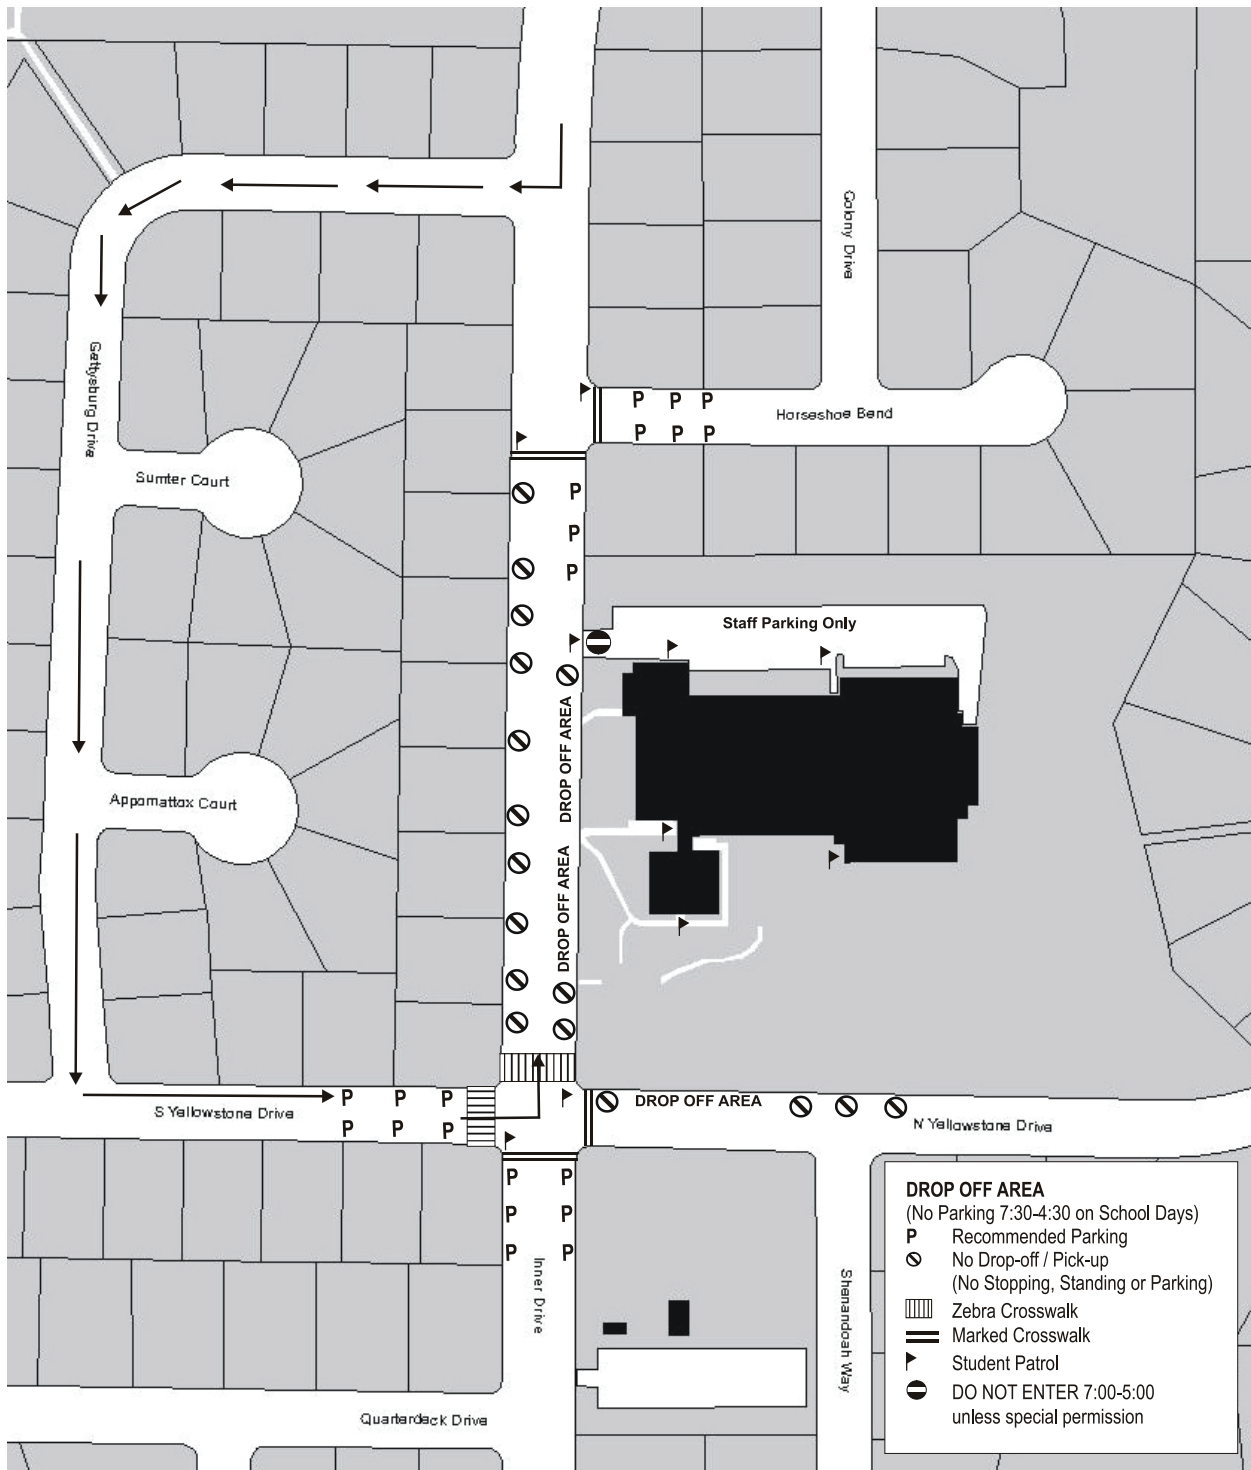 Colony Drive
Gettysburg Drive
P P P
Horseshoe Bend
P P P
Sumter Court
P
P
P
Staff Parking Only
DROP OFF AREA
Appomattox Court
DROP OFF AREA
P P P
DROP OFF AREA
S Yellowstone Drive
N Yellowstone Drive
P P P
P P
P P
P P
Inner Drive
Shenandoah Way
Quarterdeck Drive
DROP OFF AREA
(No Parking 7:30-4:30 on School Days)
P Recommended Parking
No Drop-off / Pick-up
(No Stopping, Standing or Parking)
Zebra Crosswalk
Marked Crosswalk
Student Patrol
DO NOT ENTER 7:00-5:00
unless special permission